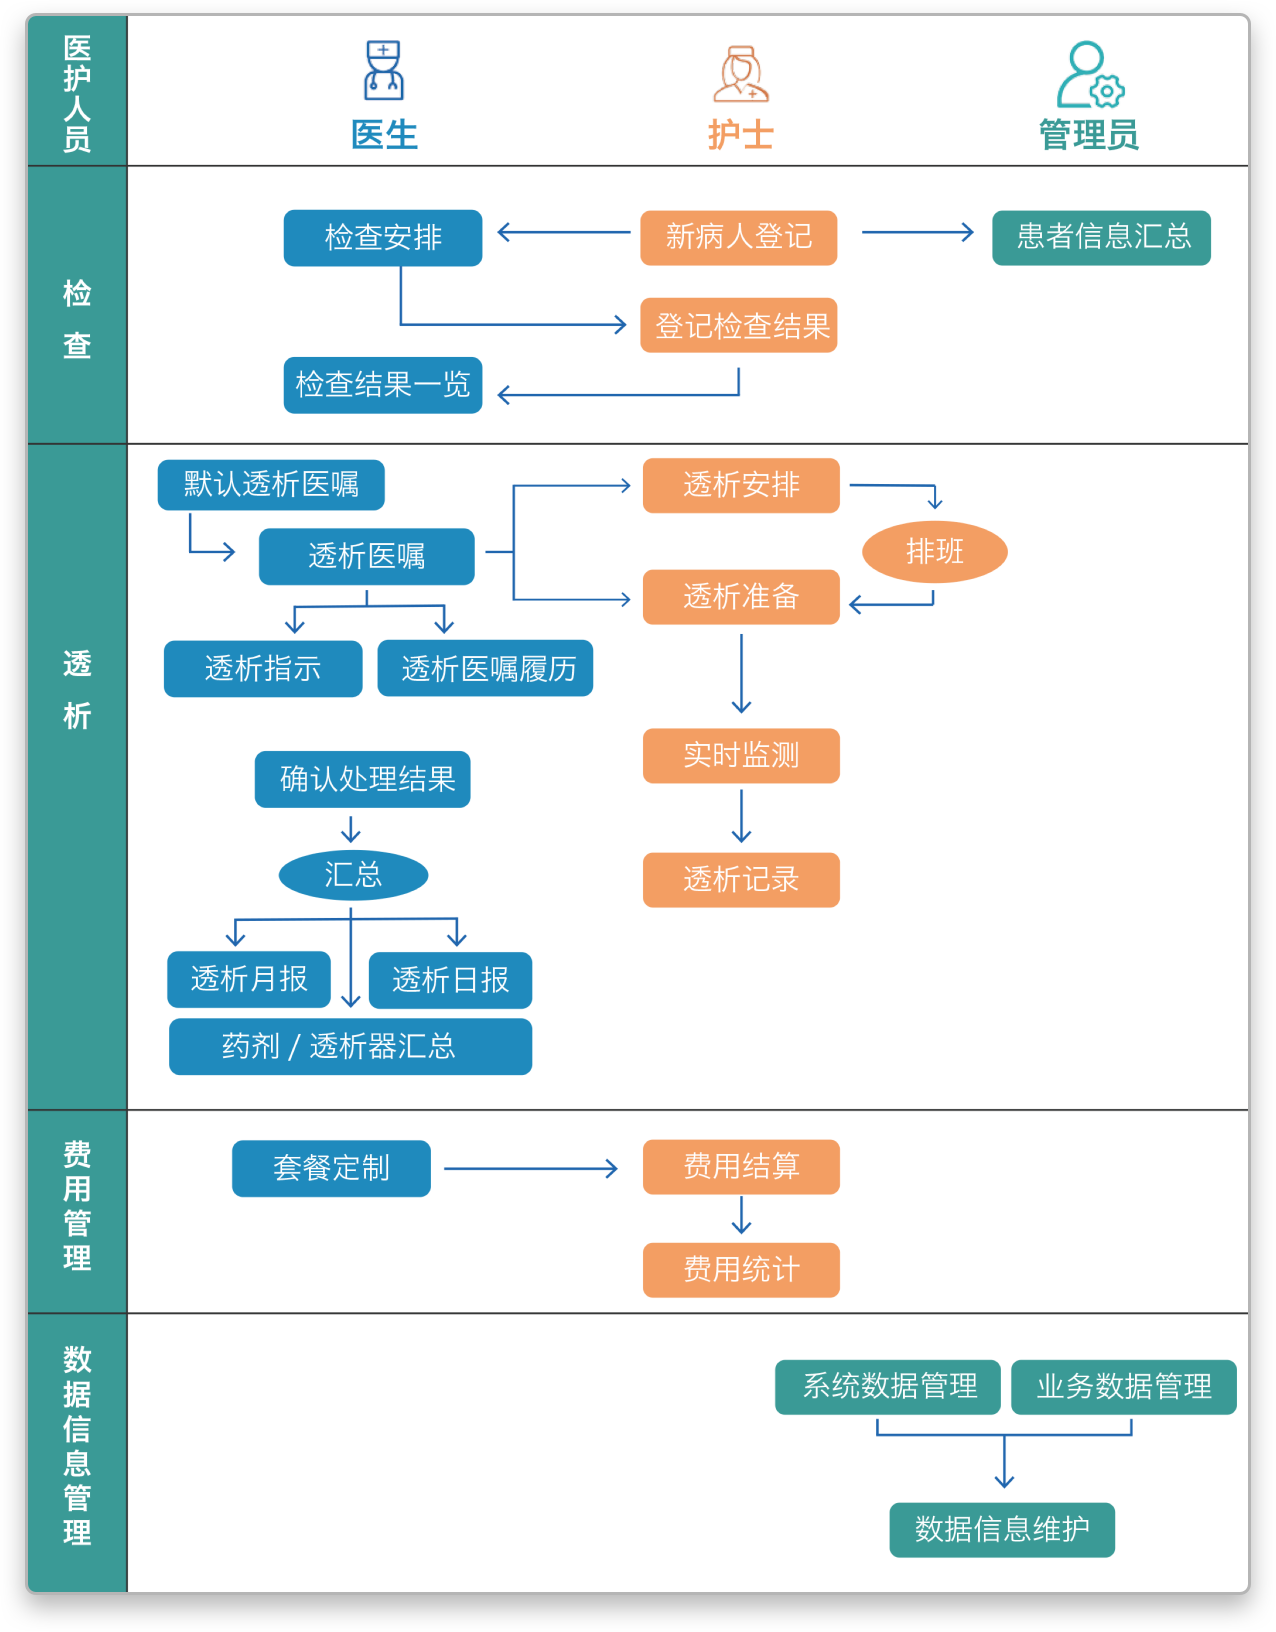 医护人员
医生
护士
管理员
检查
检查安排
新病人登记
患者信息汇总
登记检查结果
检查结果一览
透析
默认透析医嘱
透析安排
透析医嘱
排班
透析准备
透析指示
透析医嘱履历
实时监测
确认处理结果
汇总
透析记录
透析月报
透析日报
药剂 / 透析器汇总
费用管理
套餐定制
费用结算
费用统计
数据信息管理
系统数据管理
业务数据管理
数据信息维护